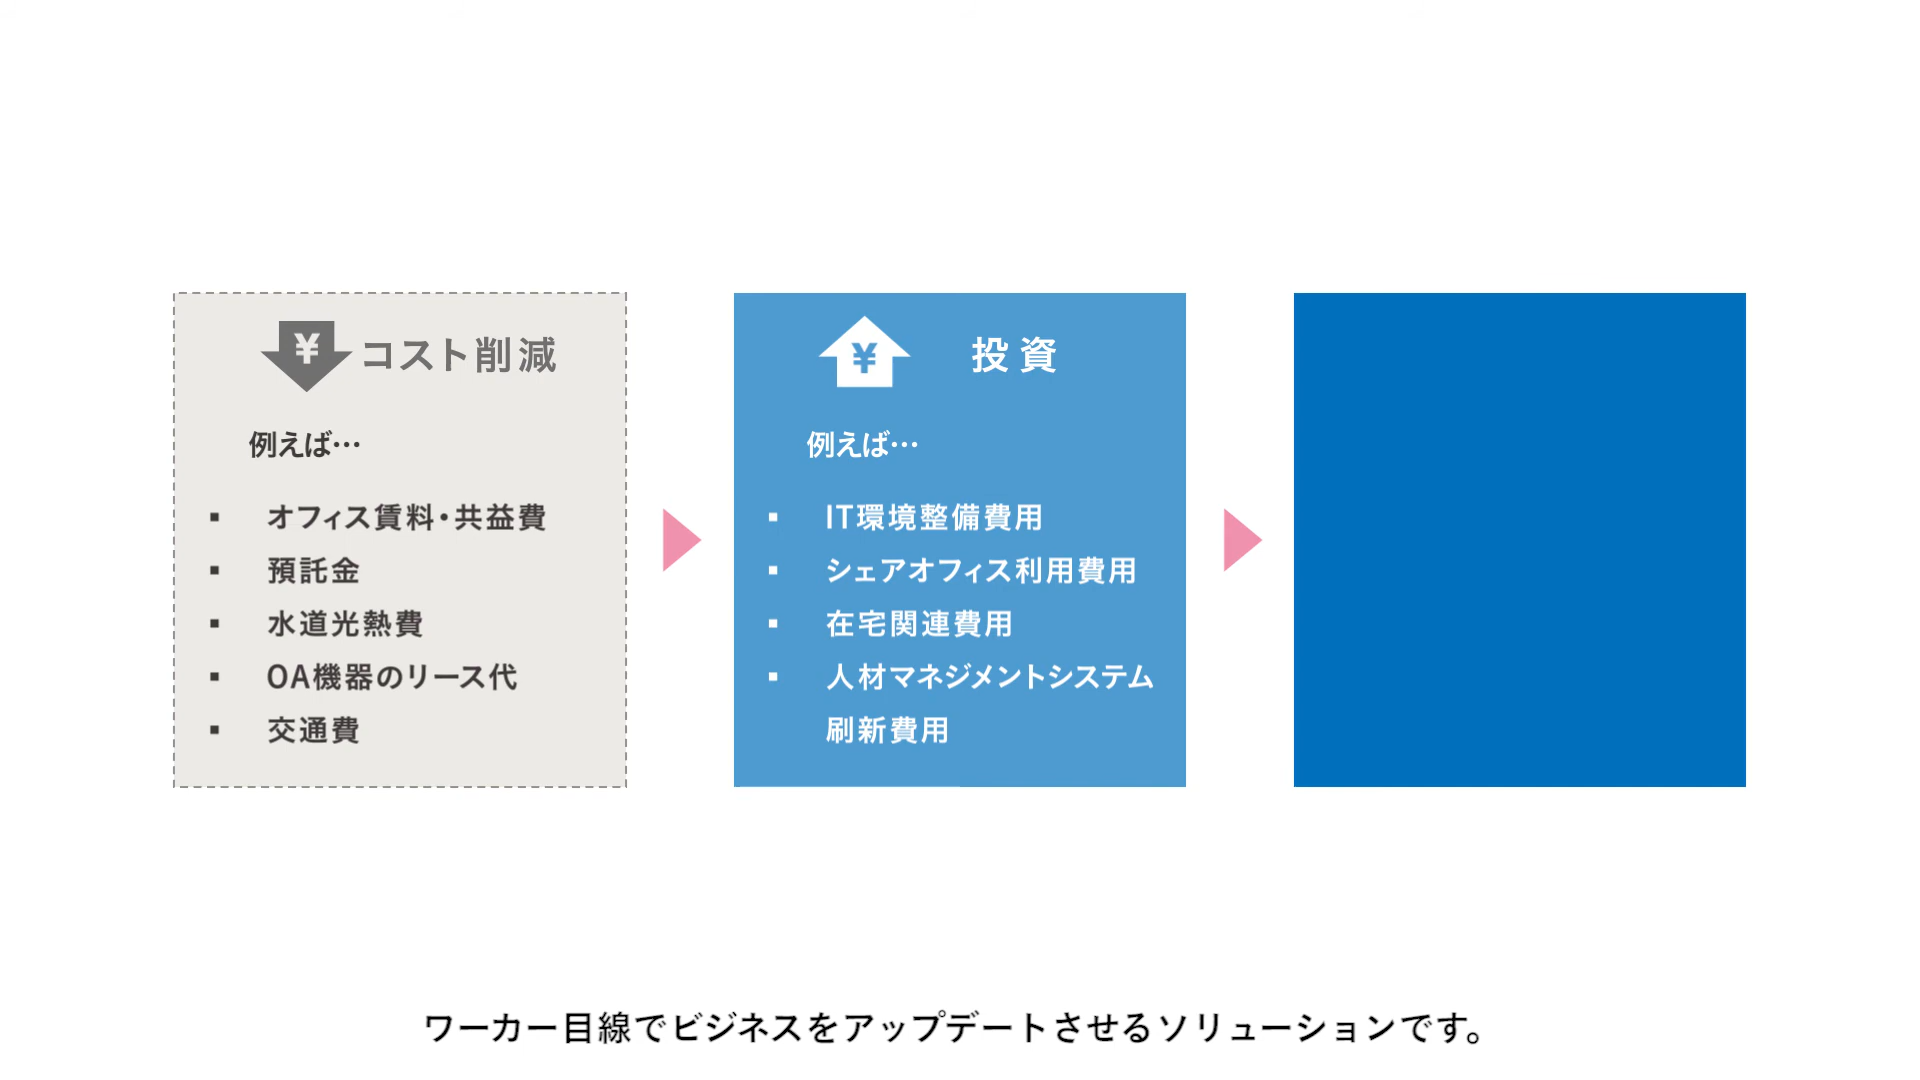 ¥ コスト削減
例えば…
▪ オフィス賃料・共益費
▪ 預託金
▪ 水道光熱費
▪ OA機器のリース代
▪ 交通費
¥ 投資
例えば…
▪ IT環境整備費用
▪ シェアオフィス利用費用
▪ 在宅関連費用
▪ 人材マネジメントシステム
刷新費用
ワーカー目線でビジネスをアップデートさせるソリューションです。